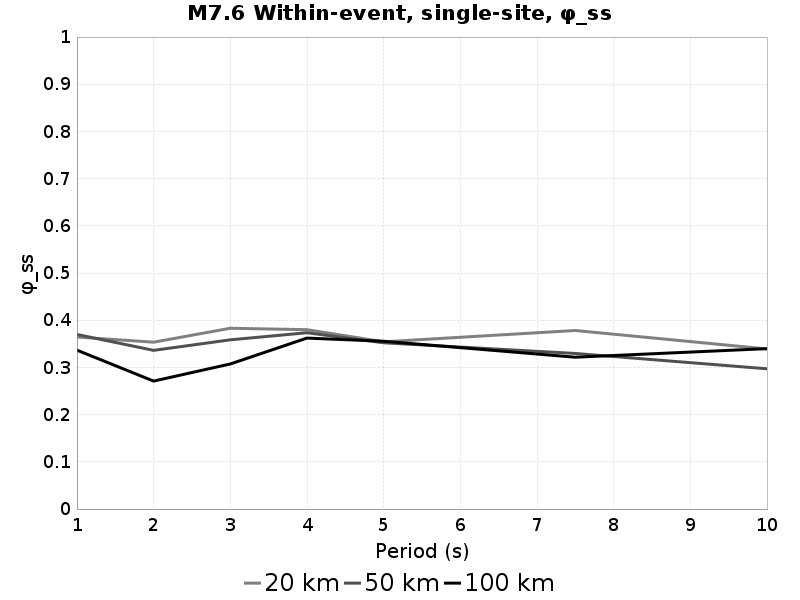 M7.6 Within-event, single-site, φ_ss
1
0.9
0.8
0.7
0.6
0.5
0.4
0.3
0.2
0.1
0
φ_ss
1 2 3 4 5 6 7 8 9 10
Period (s)
20 km 50 km 100 km